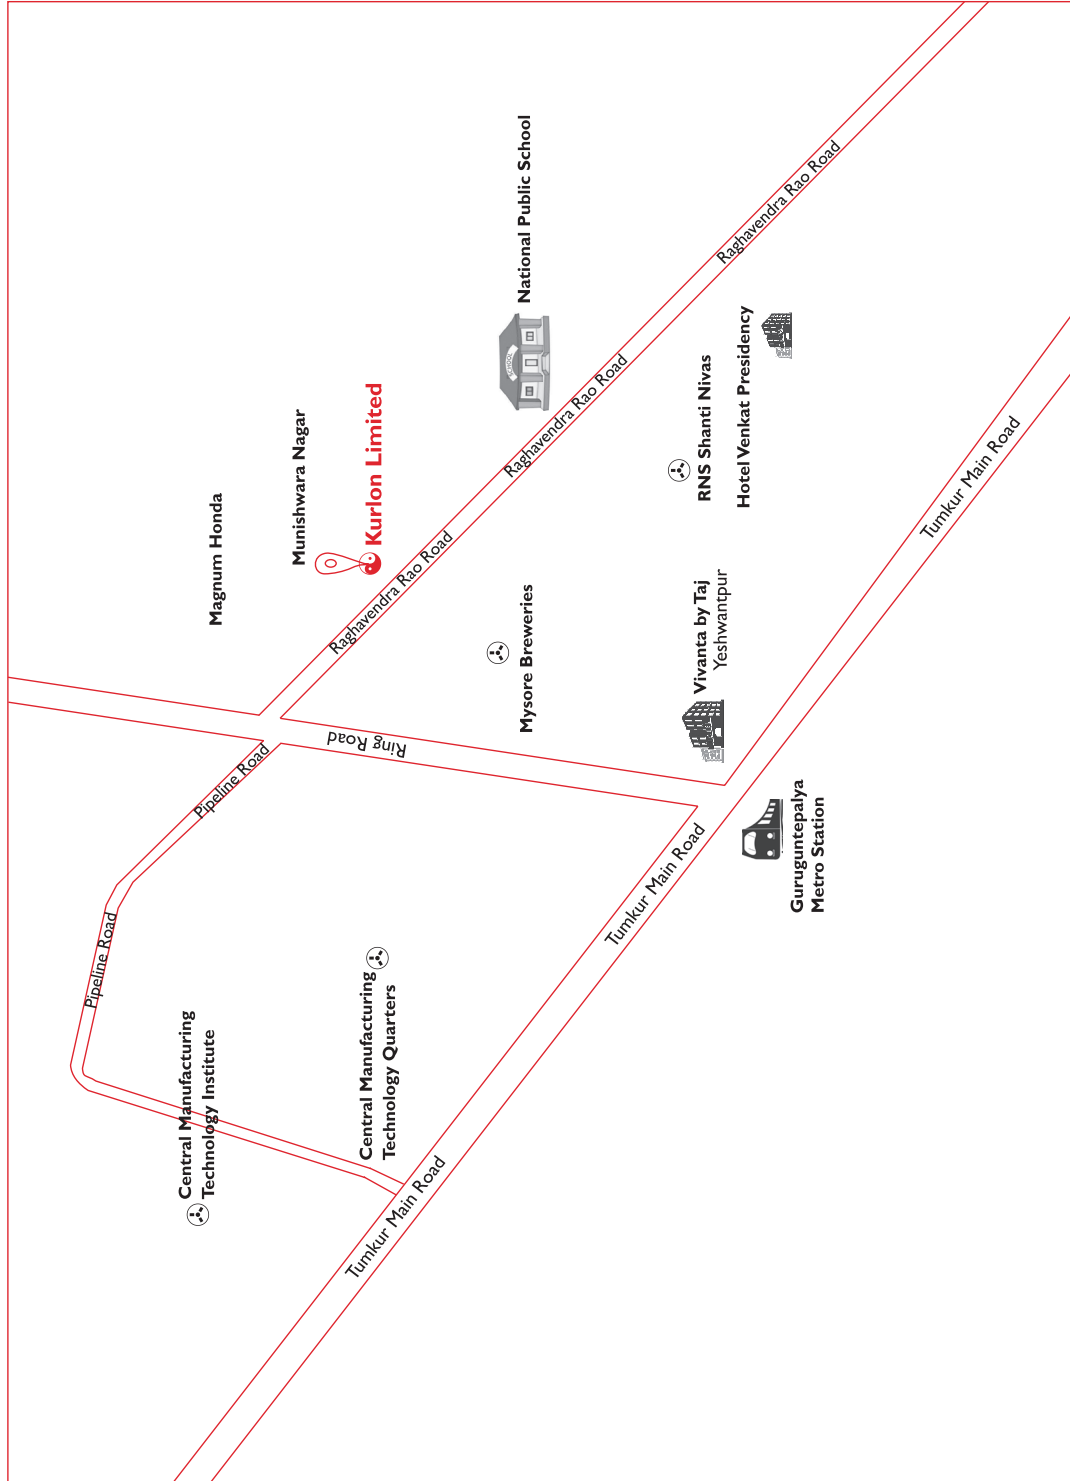 Magnum Honda
Munishwara Nagar
Kurlon Limited
National Public School
SCHOOL
Raghavendra Rao Road
Raghavendra Rao Road
Raghavendra Rao Road
Pipeline Road
Pipeline Road
Ring Road
Mysore Breweries
RNS Shanti Nivas
Hotel Venkat Presidency
Vivanta by Taj
Yeshwantpur
Central Manufacturing
Technology Institute
Central Manufacturing
Technology Quarters
Tumkur Main Road
Tumkur Main Road
Tumkur Main Road
Guruguntepalya
Metro Station